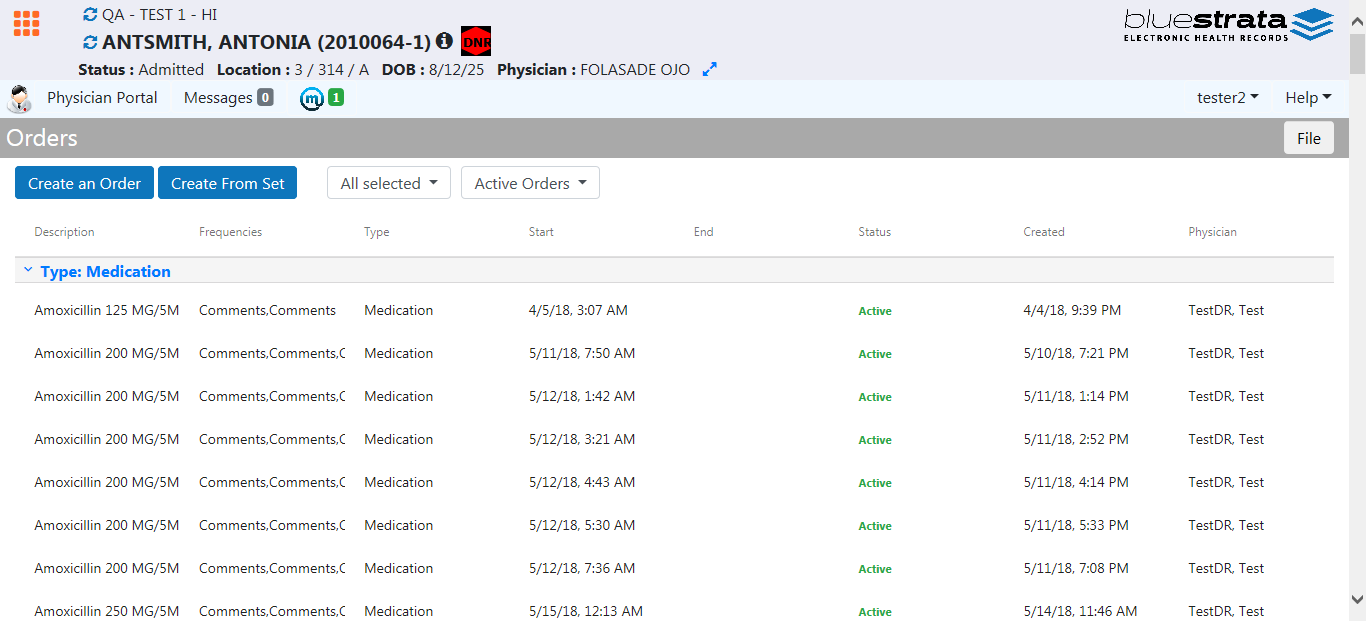 QA - TEST 1 - HI
ANTSMITH, ANTONIA (2010064-1) DNR
Status : Admitted Location : 3 / 314 / A DOB : 8/12/25 Physician : FOLASADE OJO
bluestrata
ELECTRONIC HEALTH RECORDS
Physician Portal Messages 0 m 1 tester2 Help
Orders File
Create an Order Create From Set All selected Active Orders
Description Frequencies Type Start End Status Created Physician
Type: Medication
Amoxicillin 125 MG/5M Comments,Comments Medication 4/5/18, 3:07 AM Active 4/4/18, 9:39 PM TestDR, Test
Amoxicillin 200 MG/5M Comments,Comments,C Medication 5/11/18, 7:50 AM Active 5/10/18, 7:21 PM TestDR, Test
Amoxicillin 200 MG/5M Comments,Comments,C Medication 5/12/18, 1:42 AM Active 5/11/18, 1:14 PM TestDR, Test
Amoxicillin 200 MG/5M Comments,Comments,C Medication 5/12/18, 3:21 AM Active 5/11/18, 2:52 PM TestDR, Test
Amoxicillin 200 MG/5M Comments,Comments,C Medication 5/12/18, 4:43 AM Active 5/11/18, 4:14 PM TestDR, Test
Amoxicillin 200 MG/5M Comments,Comments,C Medication 5/12/18, 5:30 AM Active 5/11/18, 5:33 PM TestDR, Test
Amoxicillin 200 MG/5M Comments,Comments,C Medication 5/12/18, 7:36 AM Active 5/11/18, 7:08 PM TestDR, Test
Amoxicillin 250 MG/5M Comments,Comments,C Medication 5/15/18, 12:13 AM Active 5/14/18, 11:46 AM TestDR, Test